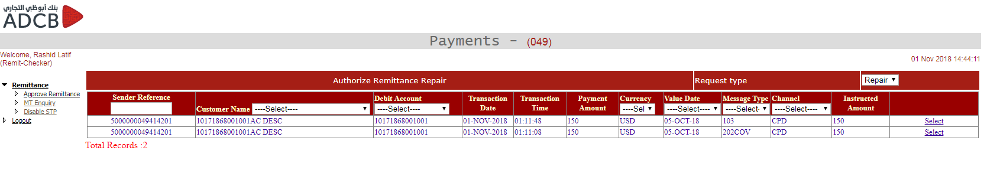 بنك أبوظبي التجاري
ADCB
Payments - (049)
Welcome, Rashid Latif
(Remit-Checker)
01 Nov 2018 14:44:11
Remittance
Approve Remittance
MT Enquiry
Disable STP
Logout
Authorize Remittance Repair Request type Repair
Sender Reference Customer Name ----Select---- Debit Account ----Select---- Transaction Date Transaction Time Payment Amount Currency ----Sel Value Date ----Select---- Message Type ----Select- Channel ----Select---- Instructed Amount
5000000049414201 10171868001001AC DESC 10171868001001 01-NOV-2018 01:11:48 150 USD 05-OCT-18 103 CPD 150 Select
5000000049414201 10171868001001AC DESC 10171868001001 01-NOV-2018 01:11:08 150 USD 05-OCT-18 202COV CPD 150 Select
Total Records :2